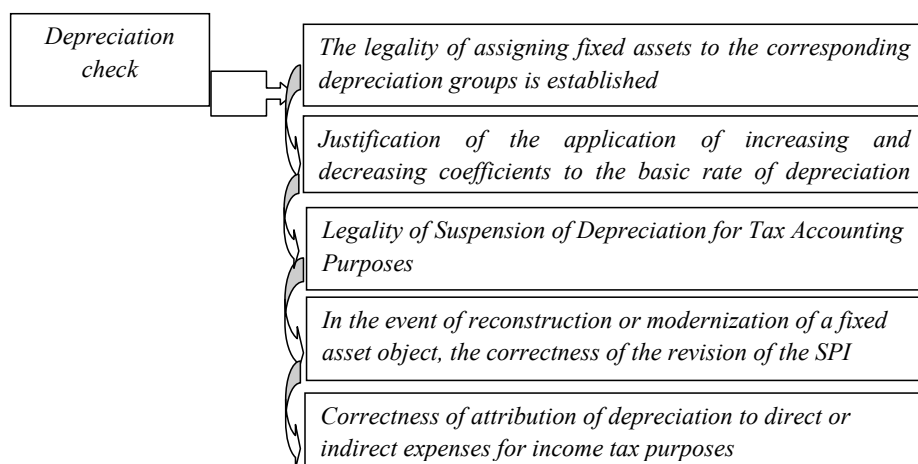 Depreciation
check
The legality of assigning fixed assets to the corresponding
depreciation groups is established
Justification of the application of increasing and
decreasing coefficients to the basic rate of depreciation
Legality of Suspension of Depreciation for Tax Accounting
Purposes
In the event of reconstruction or modernization of a fixed
asset object, the correctness of the revision of the SPI
Correctness of attribution of depreciation to direct or
indirect expenses for income tax purposes